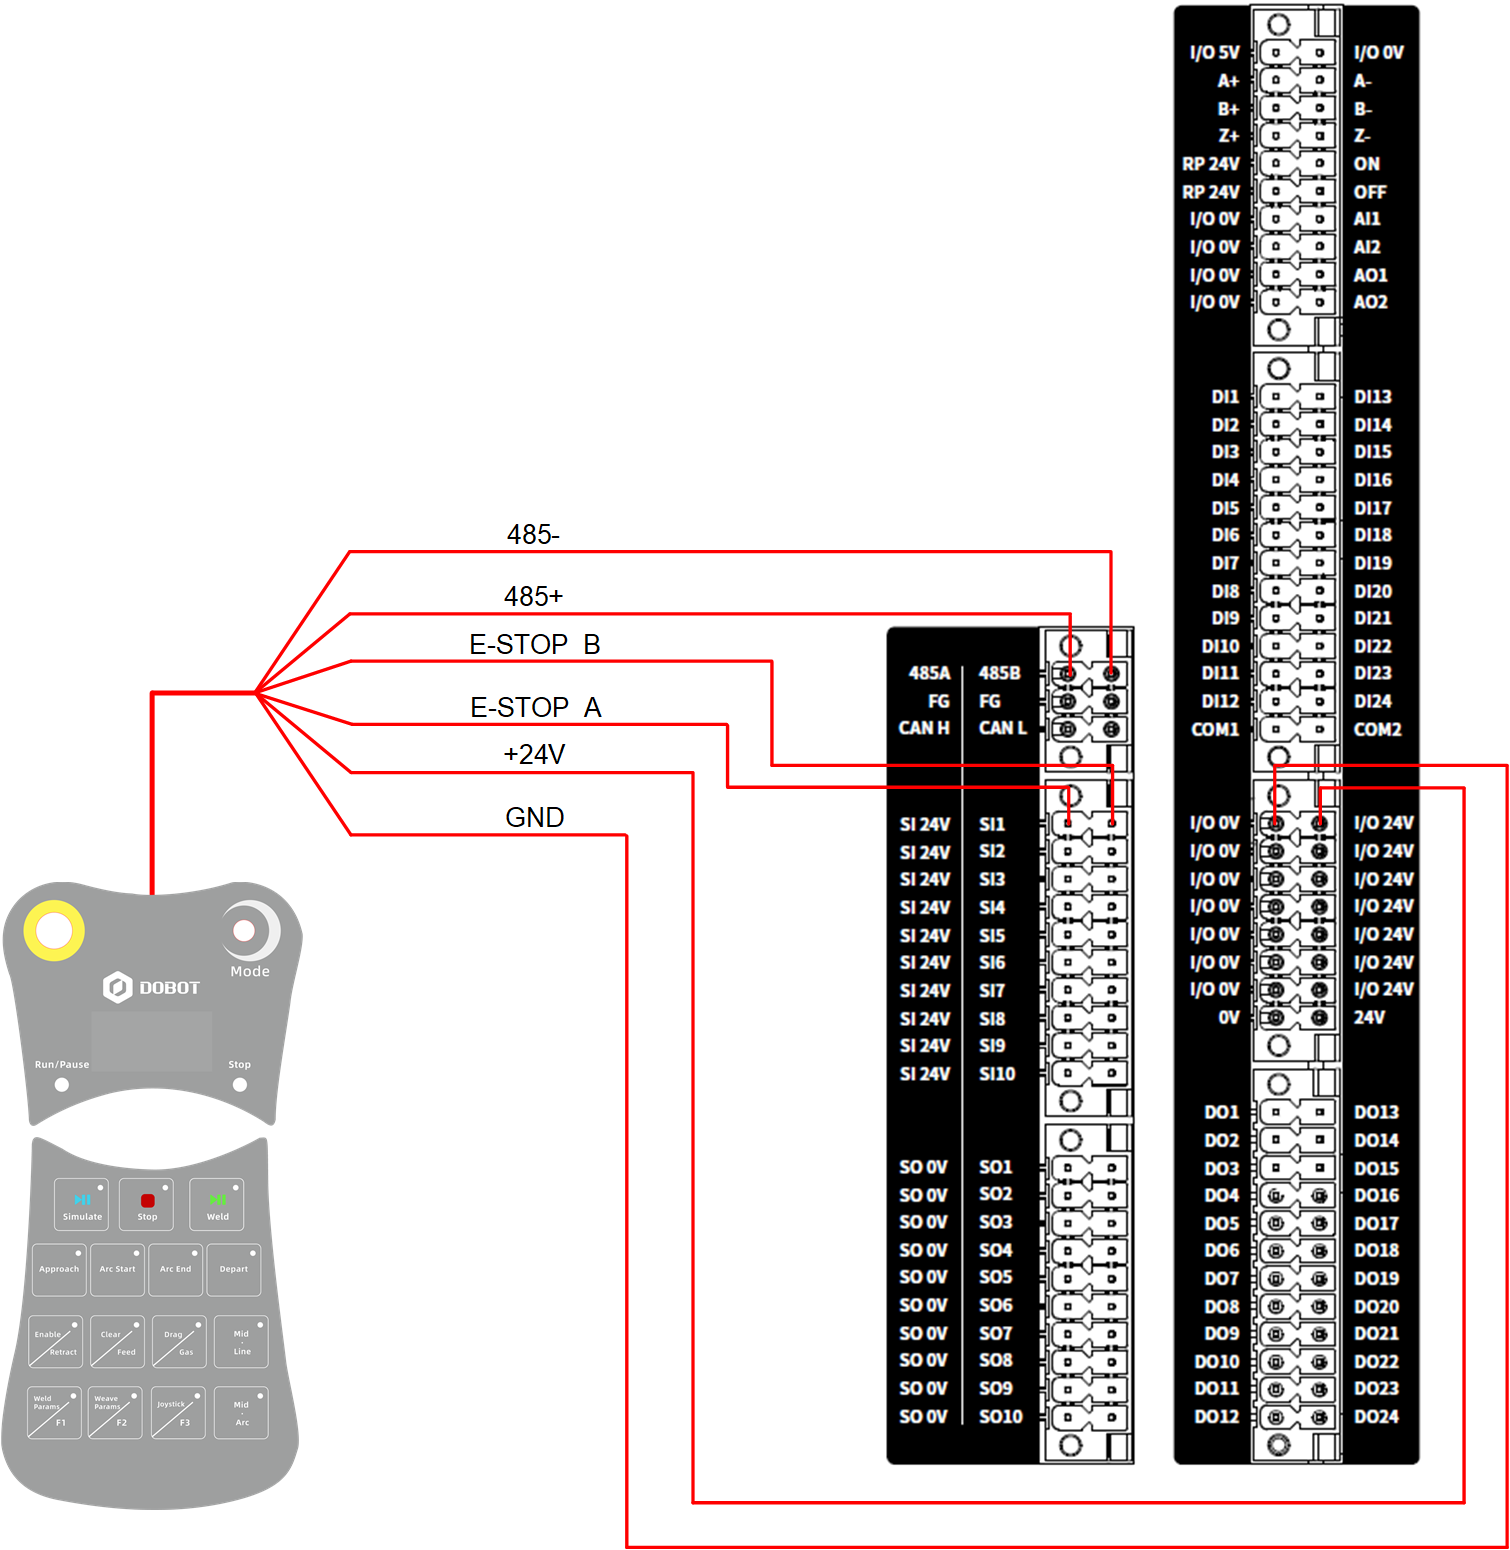 I/O 5V I/O 0V
A+ A-
B+ B-
Z+ Z-
RP 24V ON
RP 24V OFF
I/O 0V AI1
I/O 0V AI2
I/O 0V AO1
I/O 0V AO2
DI1 DI13
DI2 DI14
DI3 DI15
DI4 DI16
DI5 DI17
DI6 DI18
DI7 DI19
DI8 DI20
DI9 DI21
DI10 DI22
DI11 DI23
DI12 DI24
COM1 COM2
I/O 0V I/O 24V
I/O 0V I/O 24V
I/O 0V I/O 24V
I/O 0V I/O 24V
I/O 0V I/O 24V
I/O 0V I/O 24V
I/O 0V I/O 24V
0V 24V
DO1 DO13
DO2 DO14
DO3 DO15
DO4 DO16
DO5 DO17
DO6 DO18
DO7 DO19
DO8 DO20
DO9 DO21
DO10 DO22
DO11 DO23
DO12 DO24
485-
485+
E-STOP B
E-STOP A
+24V
GND
485A 485B
FG FG
CAN H CAN L
SI 24V SI1
SI 24V SI2
SI 24V SI3
SI 24V SI4
SI 24V SI5
SI 24V SI6
SI 24V SI7
SI 24V SI8
SI 24V SI9
SI 24V SI10
SO 0V SO1
SO 0V SO2
SO 0V SO3
SO 0V SO4
SO 0V SO5
SO 0V SO6
SO 0V SO7
SO 0V SO8
SO 0V SO9
SO 0V SO10
Mode
DOBOT
Run/Pause Stop
Simulate Stop Weld
Approach Arc Start Arc End Depart
Enable Clear Drag Mid
Retract Feed Gas Line
Weld Weave Joystick Mid
Params Params
F1 F2 F3 Arc